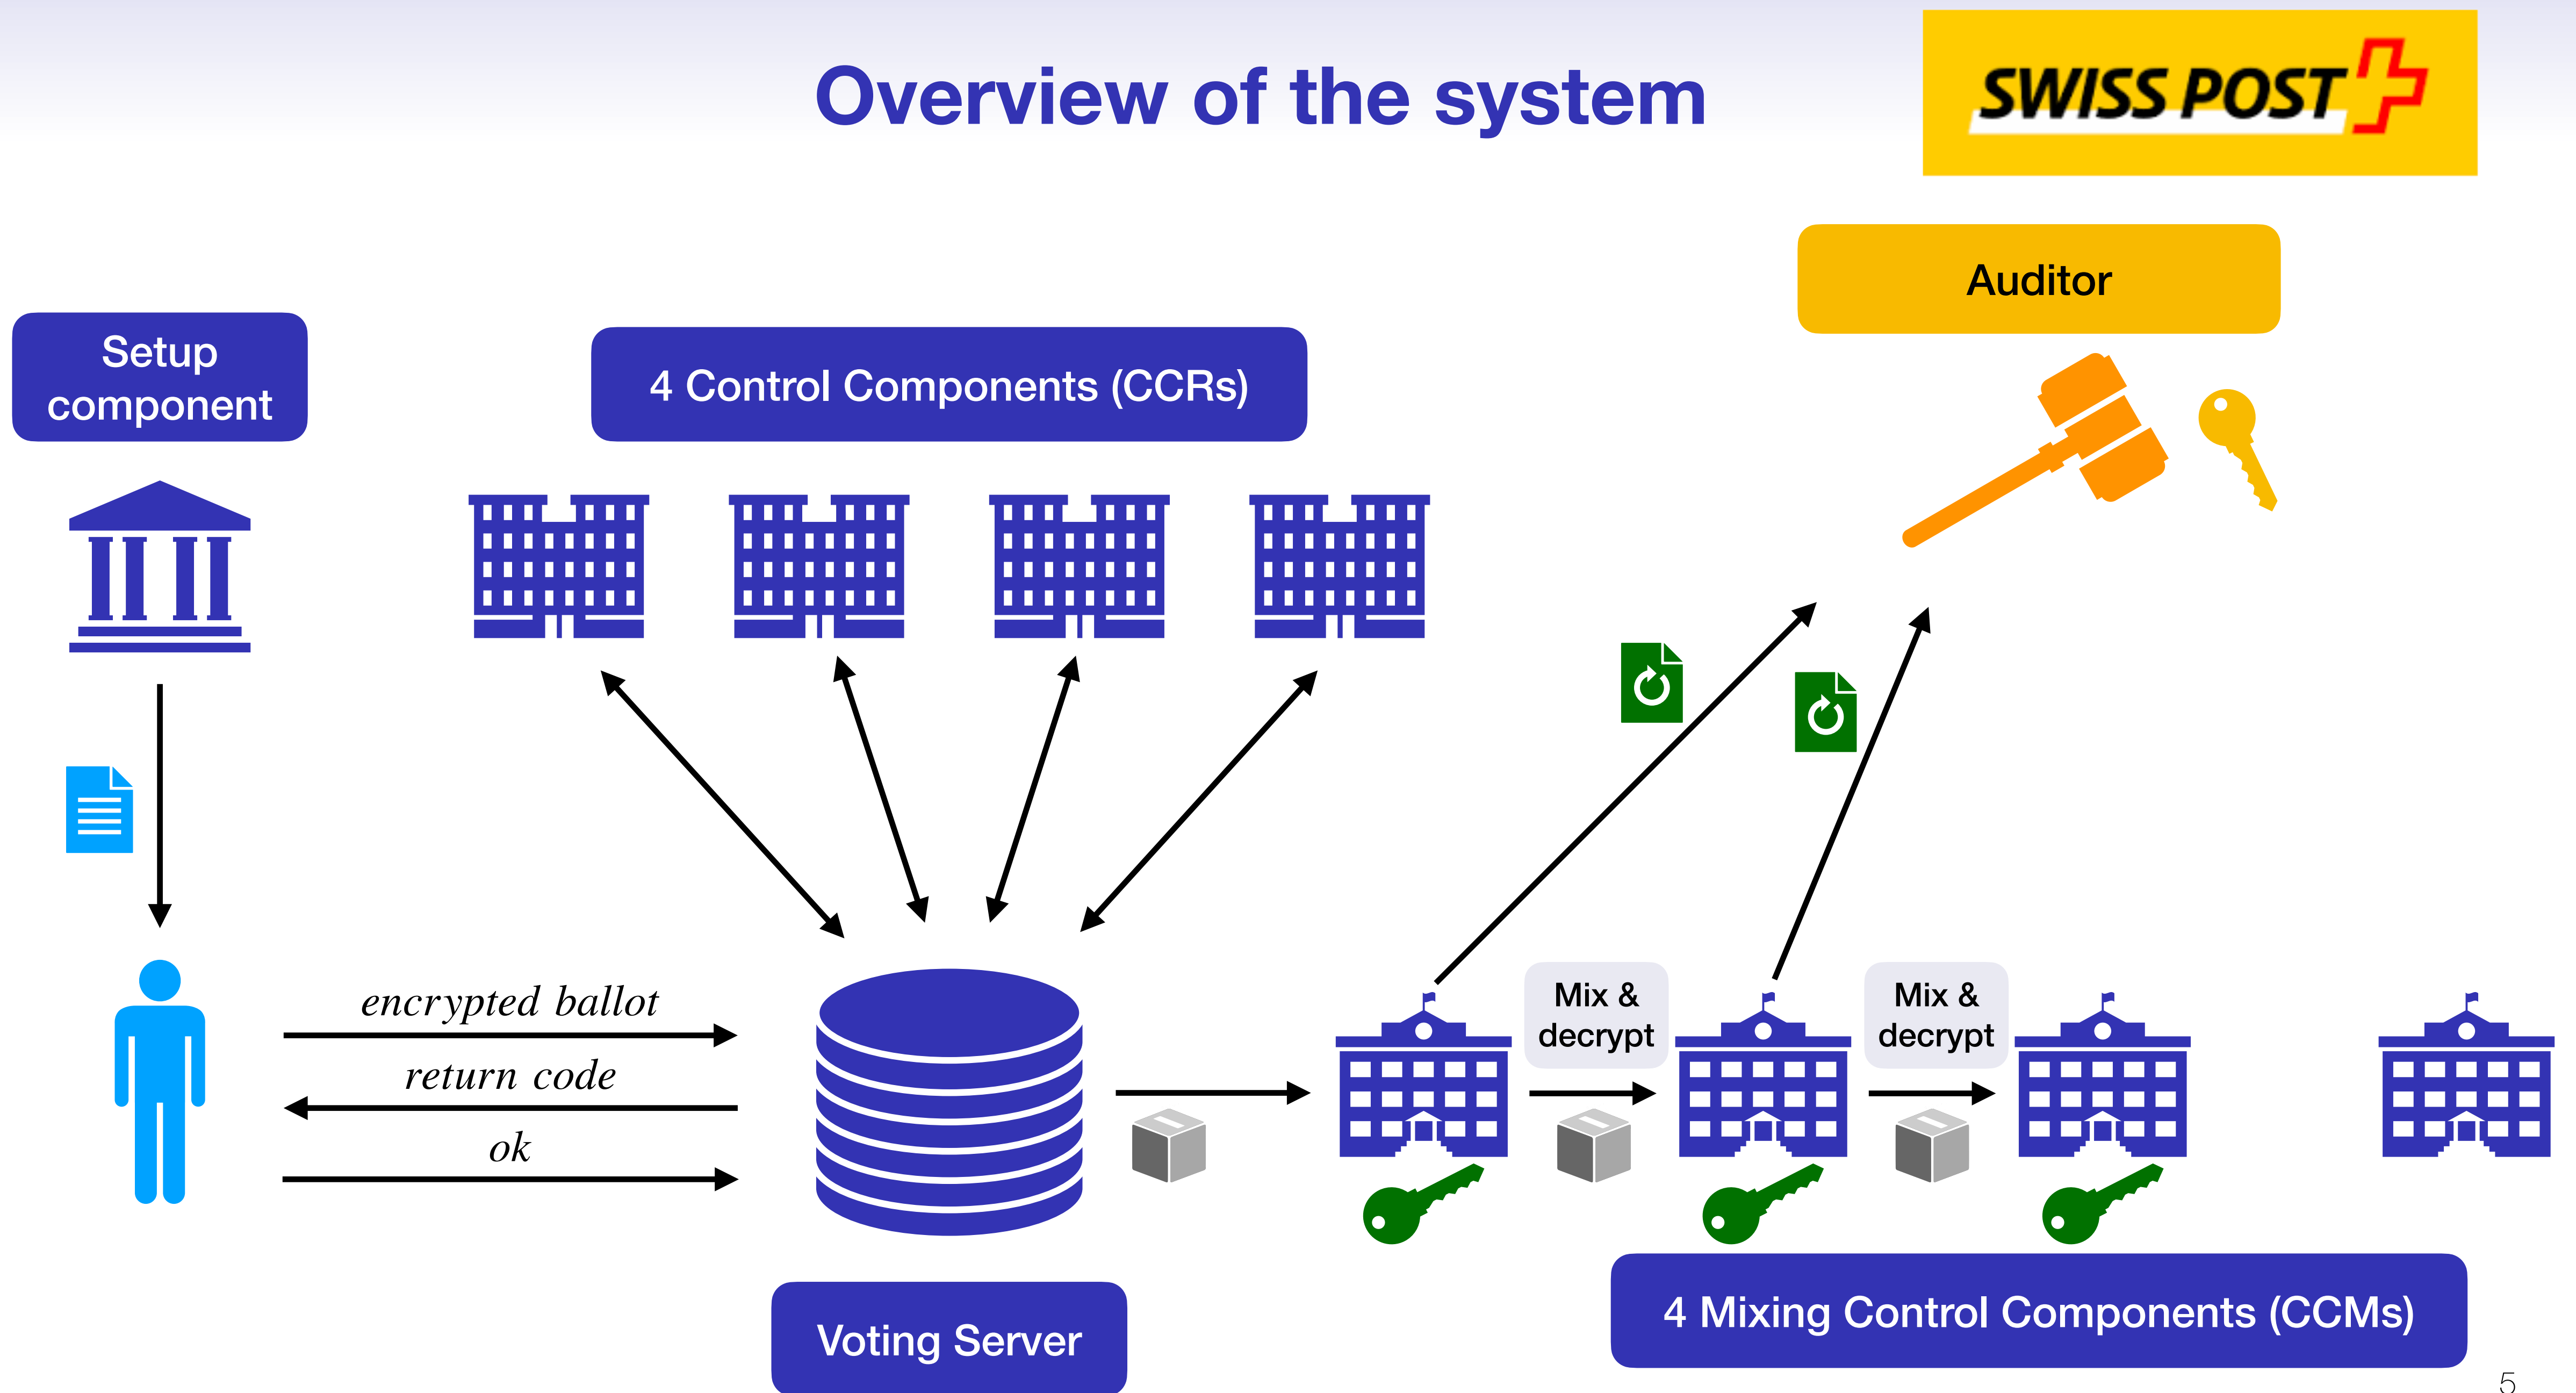 Overview of the system
SWISS POST
Auditor
Setup
component
4 Control Components (CCRs)
encrypted ballot
return code
ok
Mix &
decrypt
Mix &
decrypt
Voting Server
4 Mixing Control Components (CCMs)
5